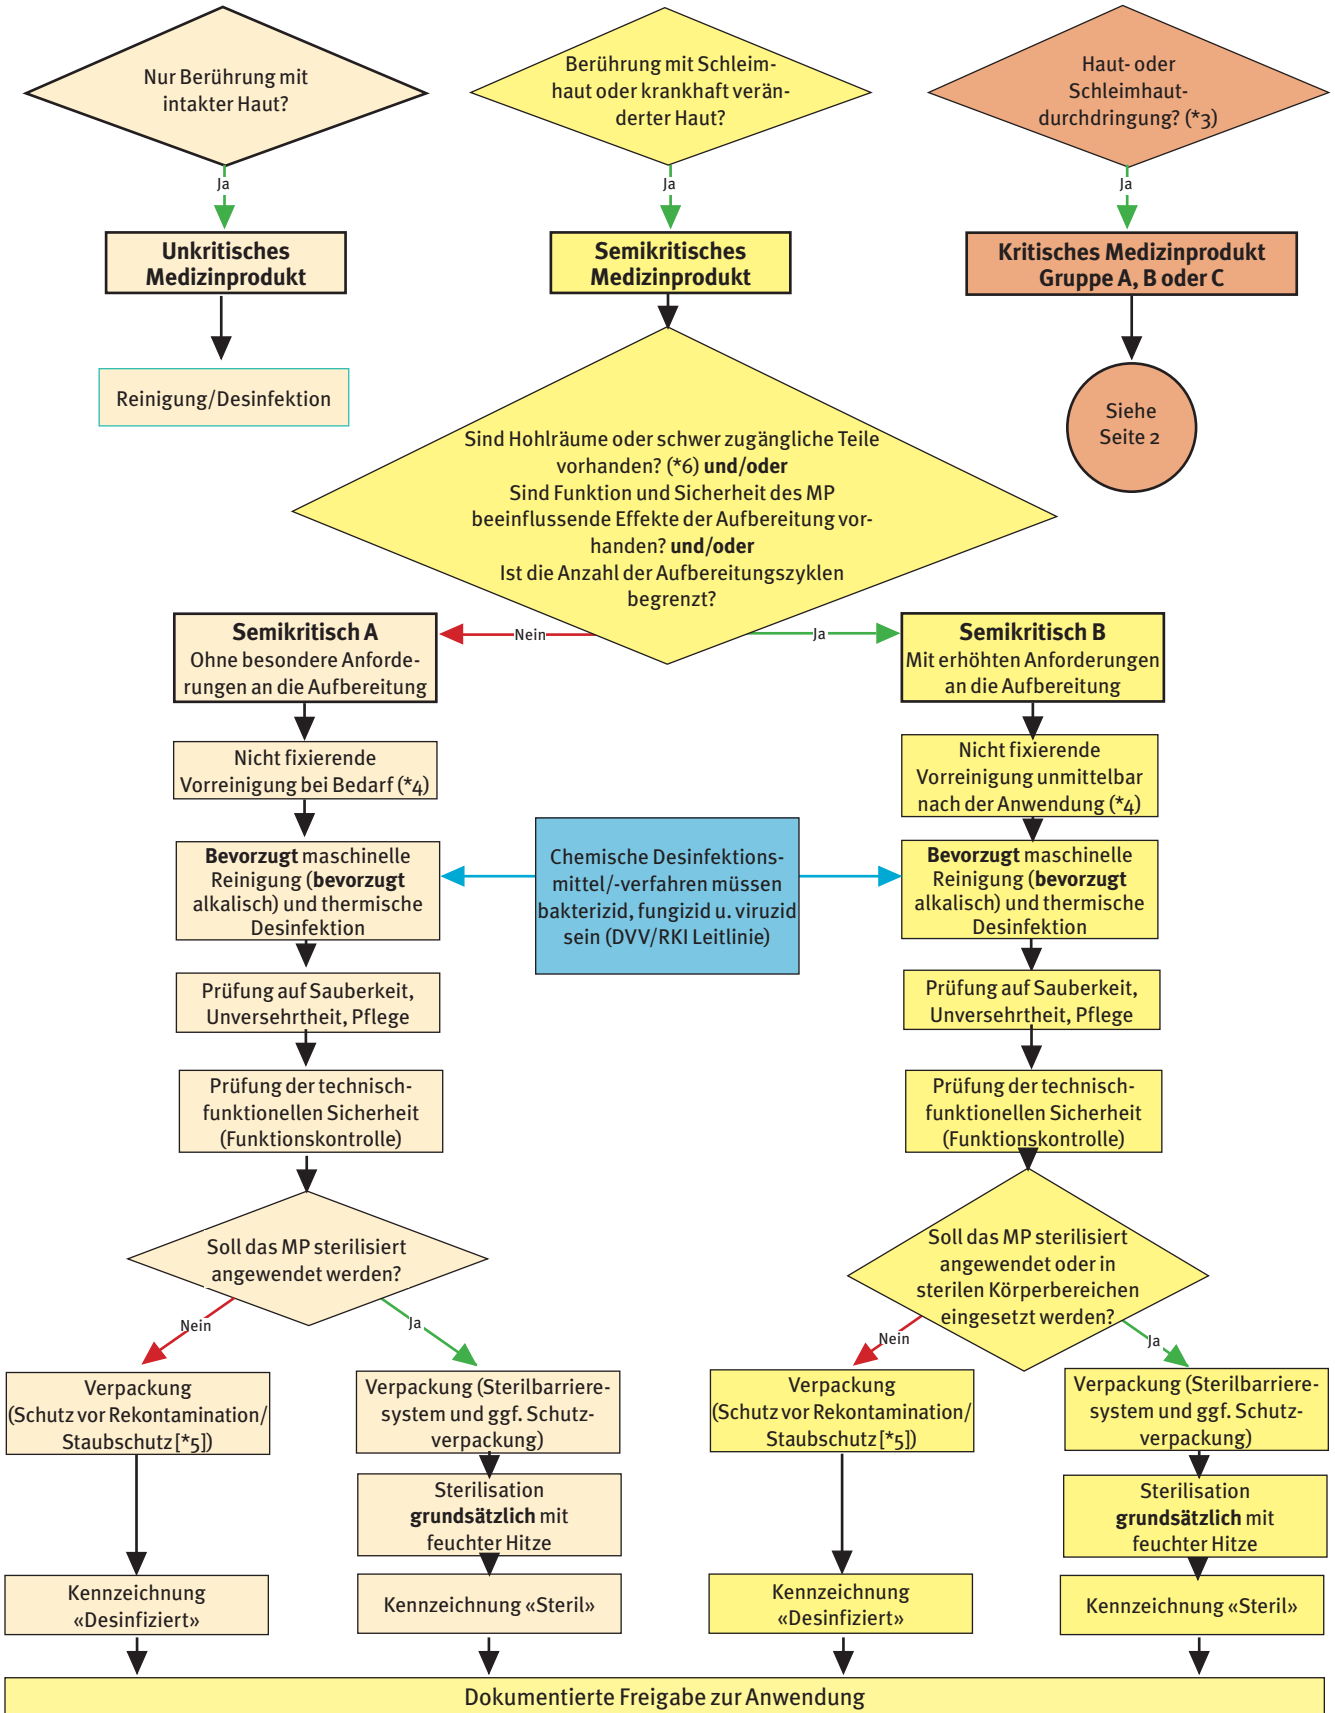 Nur Berührung mit
intakter Haut?
Berührung mit Schleim-
haut oder krankhaft verän-
derter Haut?
Haut- oder
Schleimhaut-
durchdringung? (*3)
Ja
Ja
Ja
Unkritisches
Medizinprodukt
Semikritisches
Medizinprodukt
Kritisches Medizinprodukt
Gruppe A, B oder C
Reinigung/Desinfektion
Siehe
Seite 2
Sind Hohlräume oder schwer zugängliche Teile
vorhanden? (*6) und/oder
Sind Funktion und Sicherheit des MP
beeinflussende Effekte der Aufbereitung vor-
handen? und/oder
Ist die Anzahl der Aufbereitungszyklen
begrenzt?
Nein
Ja
Semikritisch A
Ohne besondere Anforde-
rungen an die Aufbereitung
Semikritisch B
Mit erhöhten Anforderungen
an die Aufbereitung
Nicht fixierende
Vorreinigung bei Bedarf (*4)
Nicht fixierende
Vorreinigung unmittelbar
nach der Anwendung (*4)
Bevorzugt maschinelle
Reinigung (bevorzugt
alkalisch) und thermische
Desinfektion
Chemische Desinfektions-
mittel/-verfahren müssen
bakterizid, fungizid u. viruzid
sein (DVV/RKI Leitlinie)
Bevorzugt maschinelle
Reinigung (bevorzugt
alkalisch) und thermische
Desinfektion
Prüfung auf Sauberkeit,
Unversehrtheit, Pflege
Prüfung auf Sauberkeit,
Unversehrtheit, Pflege
Prüfung der technisch-
funktionellen Sicherheit
(Funktionskontrolle)
Prüfung der technisch-
funktionellen Sicherheit
(Funktionskontrolle)
Soll das MP sterilisiert
angewendet werden?
Soll das MP sterilisiert
angewendet oder in
sterilen Körperbereichen
eingesetzt werden?
Nein
Ja
Nein
Ja
Verpackung
(Schutz vor Rekontamination/
Staubschutz [*5])
Verpackung (Sterilbarriere-
system und ggf. Schutz-
verpackung)
Verpackung
(Schutz vor Rekontamination/
Staubschutz [*5])
Verpackung (Sterilbarriere-
system und ggf. Schutz-
verpackung)
Sterilisation
grundsätzlich mit
feuchter Hitze
Sterilisation
grundsätzlich mit
feuchter Hitze
Kennzeichnung
«Desinfiziert»
Kennzeichnung «Steril»
Kennzeichnung
«Desinfiziert»
Kennzeichnung «Steril»
Dokumentierte Freigabe zur Anwendung